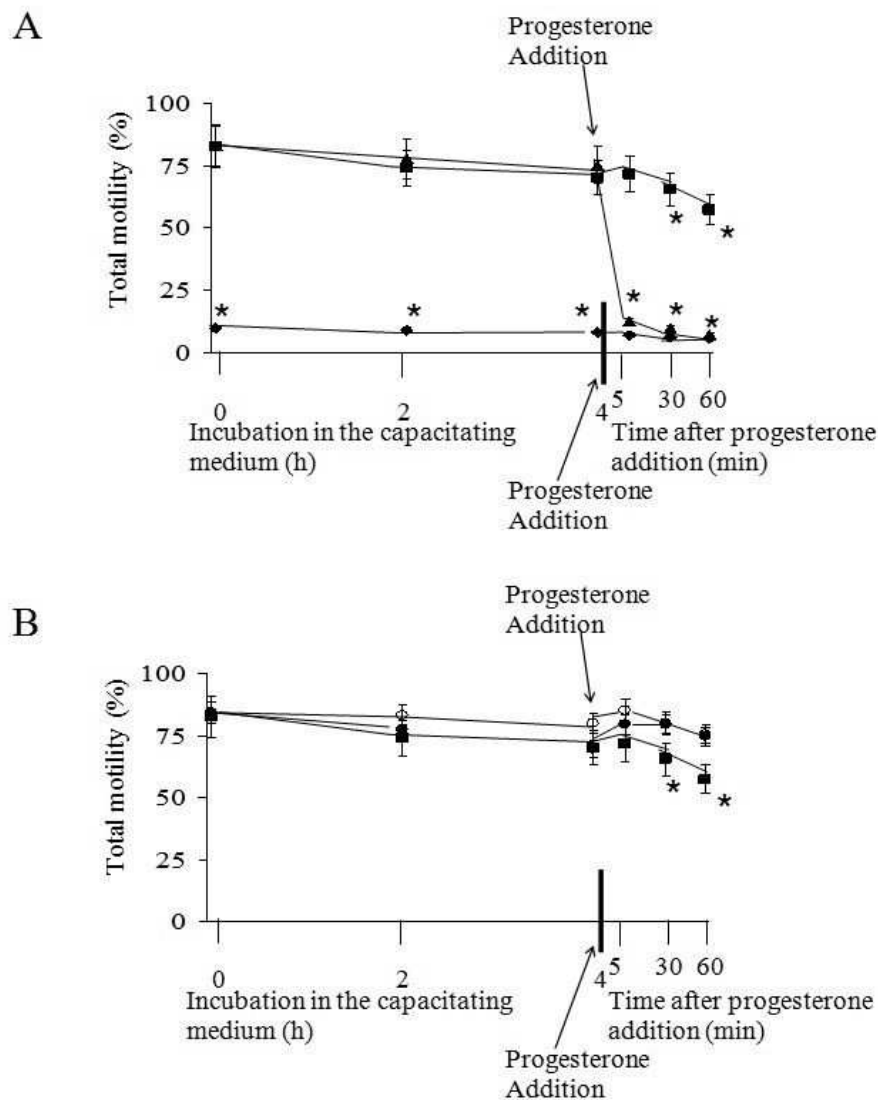 A
Progesterone
Addition
100
75
50
25
0
Total motility (%)
*
*
*
*
*
*
*
*
0
2
4
5
30
60
Incubation in the capacitating
medium (h)
Time after progesterone
addition (min)
Progesterone
Addition
B
Progesterone
Addition
100
75
50
25
0
Total motility (%)
*
*
0
2
4
5
30
60
Incubation in the capacitating
medium (h)
Time after progesterone
addition (min)
Progesterone
Addition